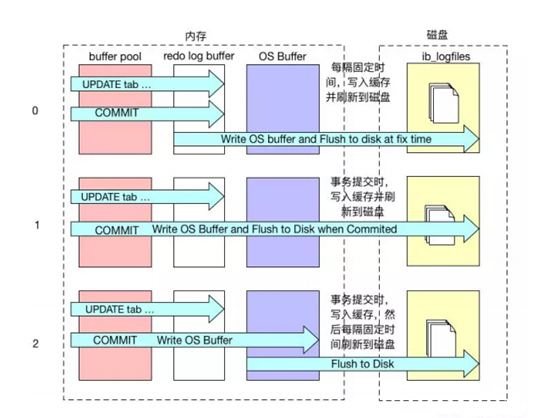 内存
磁盘
buffer pool
redo log buffer
OS Buffer
ib_logfiles
0
UPDATE tab ...
COMMIT
每隔固定时
间，写入缓存
并刷新到磁盘
Write OS buffer and Flush to disk at fix time
1
UPDATE tab ...
事务提交时，
写入缓存并刷
新到磁盘
COMMIT
Write OS Buffer and Flush to Disk when Commited
2
UPDATE tab ...
事务提交时，
写入缓存，然
后每隔固定时
间刷新到磁盘
COMMIT
Write OS Buffer
Flush to Disk